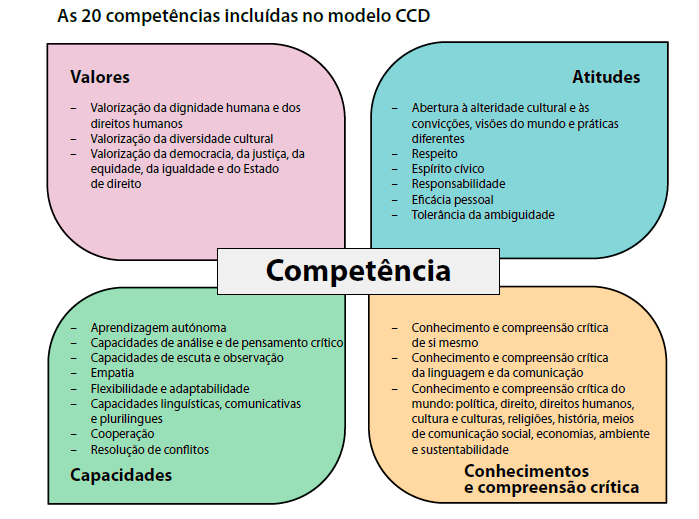 As 20 competências incluídas no modelo CCD
Valores
– Valorização da dignidade humana e dos
direitos humanos
– Valorização da diversidade cultural
– Valorização da democracia, da justiça, da
equidade, da igualdade e do Estado
de direito
Atitudes
– Abertura à alteridade cultural e às
convicções, visões do mundo e práticas
diferentes
– Respeito
– Espírito cívico
– Responsabilidade
– Eficácia pessoal
– Tolerância da ambiguidade
Competência
– Aprendizagem autónoma
– Capacidades de análise e de pensamento crítico
– Capacidades de escuta e observação
– Empatia
– Flexibilidade e adaptabilidade
– Capacidades linguísticas, comunicativas
e plurilingues
– Cooperação
– Resolução de conflitos
Capacidades
– Conhecimento e compreensão crítica
de si mesmo
– Conhecimento e compreensão crítica
da linguagem e da comunicação
– Conhecimento e compreensão crítica do
mundo: política, direito, direitos humanos,
cultura e culturas, religiões, história, meios
de comunicação social, economias, ambiente
e sustentabilidade
Conhecimentos
e compreensão crítica